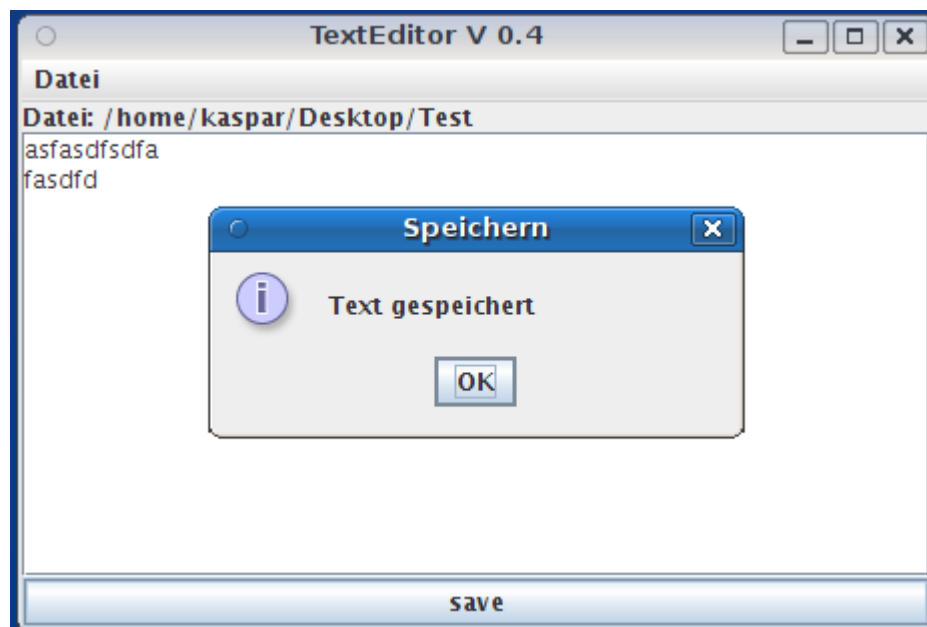 TextEditor V 0.4
Datei
Datei: /home/kaspar/Desktop/Test
asfasdfsdfa
fasdfd
Speichern
Text gespeichert
OK
save